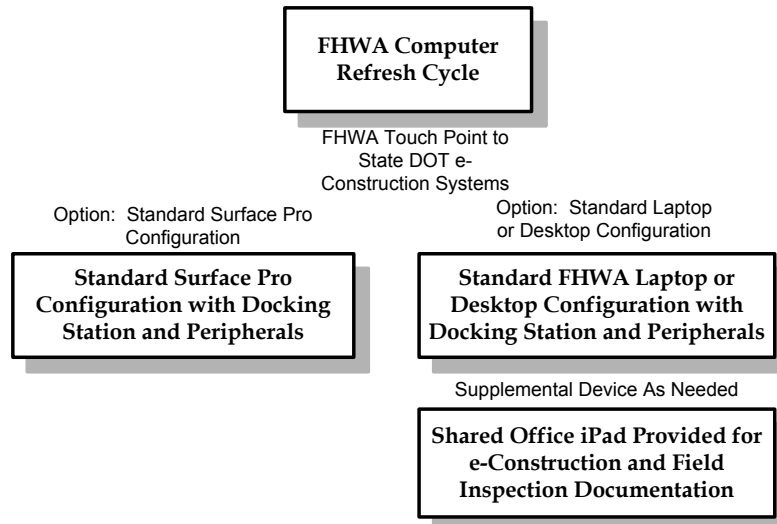 FHWA Computer
Refresh Cycle
FHWA Touch Point to
State DOT e-
Construction Systems
Option: Standard Surface Pro
Configuration
Standard Surface Pro
Configuration with Docking
Station and Peripherals
Option: Standard Laptop
or Desktop Configuration
Standard FHWA Laptop or
Desktop Configuration with
Docking Station and Peripherals
Supplemental Device As Needed
Shared Office iPad Provided for
e-Construction and Field
Inspection Documentation